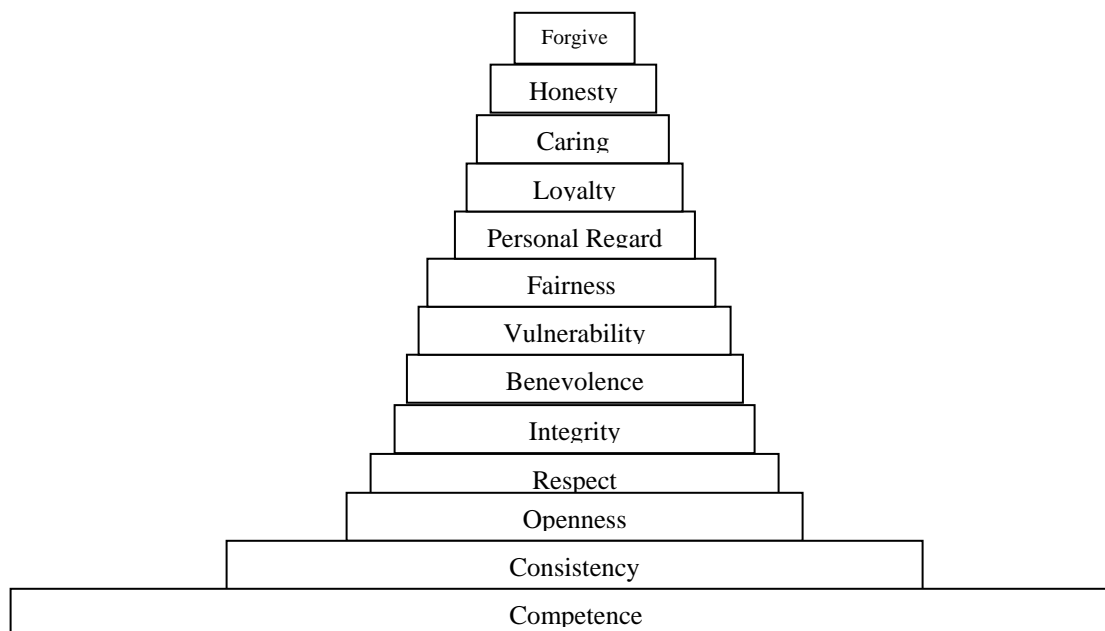 Forgive
Honesty
Caring
Loyalty
Personal Regard
Fairness
Vulnerability
Benevolence
Integrity
Respect
Openness
Consistency
Competence